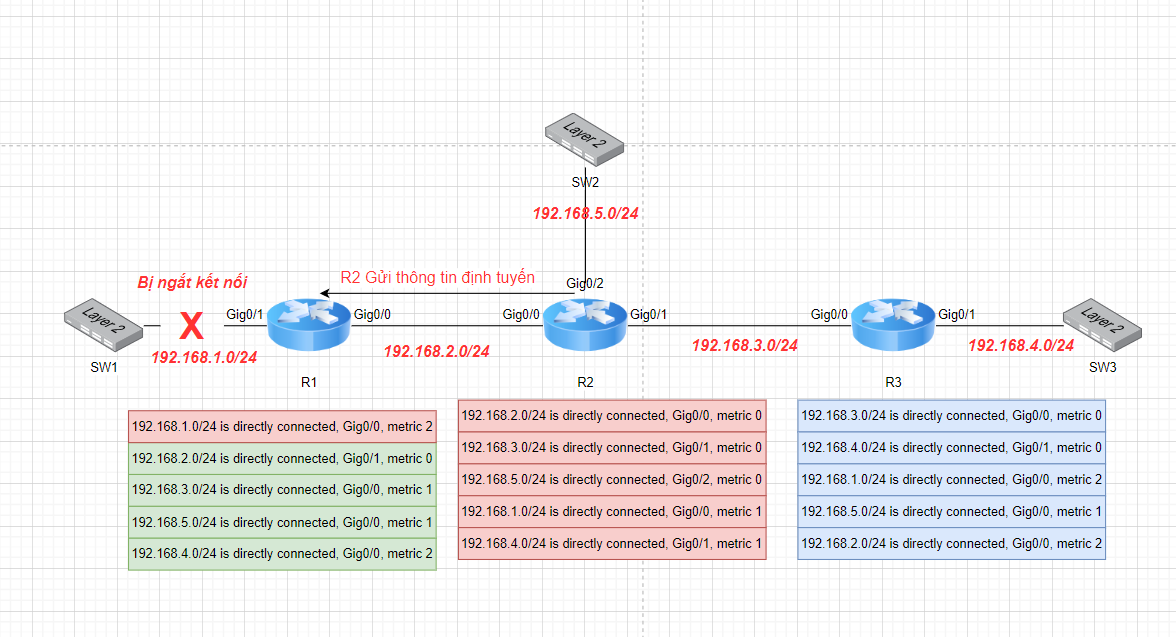 Layer 2
SW2
192.168.5.0/24
Bị ngắt kết nối
R2 Gửi thông tin định tuyến
Gig0/2
Layer 2
X
Gig0/1
Gig0/0
Gig0/0
Gig0/1
Gig0/0
Gig0/1
Layer 2
SW1
192.168.1.0/24
192.168.2.0/24
192.168.3.0/24
192.168.4.0/24
SW3
R1
R2
R3
192.168.1.0/24 is directly connected, Gig0/0, metric 2
192.168.2.0/24 is directly connected, Gig0/1, metric 0
192.168.3.0/24 is directly connected, Gig0/0, metric 1
192.168.5.0/24 is directly connected, Gig0/0, metric 1
192.168.4.0/24 is directly connected, Gig0/0, metric 2
192.168.2.0/24 is directly connected, Gig0/0, metric 0
192.168.3.0/24 is directly connected, Gig0/1, metric 0
192.168.5.0/24 is directly connected, Gig0/2, metric 0
192.168.1.0/24 is directly connected, Gig0/0, metric 1
192.168.4.0/24 is directly connected, Gig0/1, metric 1
192.168.3.0/24 is directly connected, Gig0/0, metric 0
192.168.4.0/24 is directly connected, Gig0/1, metric 0
192.168.1.0/24 is directly connected, Gig0/0, metric 2
192.168.5.0/24 is directly connected, Gig0/0, metric 1
192.168.2.0/24 is directly connected, Gig0/0, metric 2